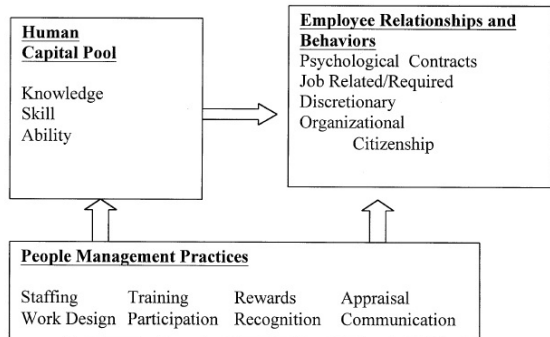 Human
Capital Pool
Knowledge
Skill
Ability
Employee Relationships and
Behaviors
Psychological Contracts
Job Related/Required
Discretionary
Organizational
Citizenship
People Management Practices
Staffing Training Rewards Appraisal
Work Design Participation Recognition Communication